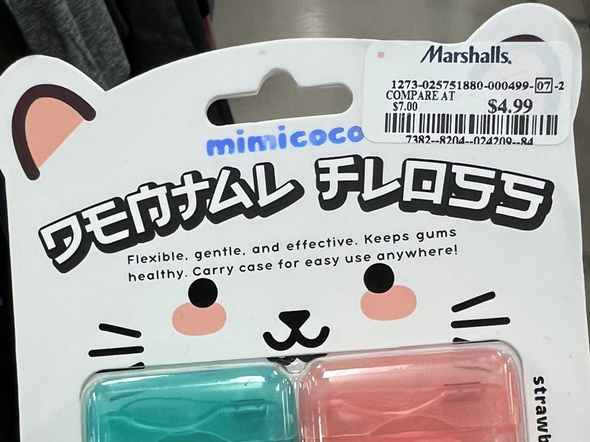 Marshalls.
1273-025751880-000499-07-2
COMPARE AT
$7.00 $4.99
7382--8204--024209--84
mimicoco
DENTAL FLOSS
Flexible, gentle, and effective. Keeps gums
healthy. Carry case for easy use anywhere!